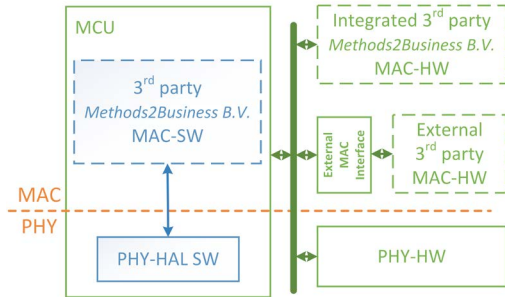 MCU
3rd party
Methods2Business B.V.
MAC-SW
Integrated 3rd party
Methods2Business B.V.
MAC-HW
External
MAC
Interface
External
3rd party
MAC-HW
MAC
PHY
PHY-HAL SW
PHY-HW